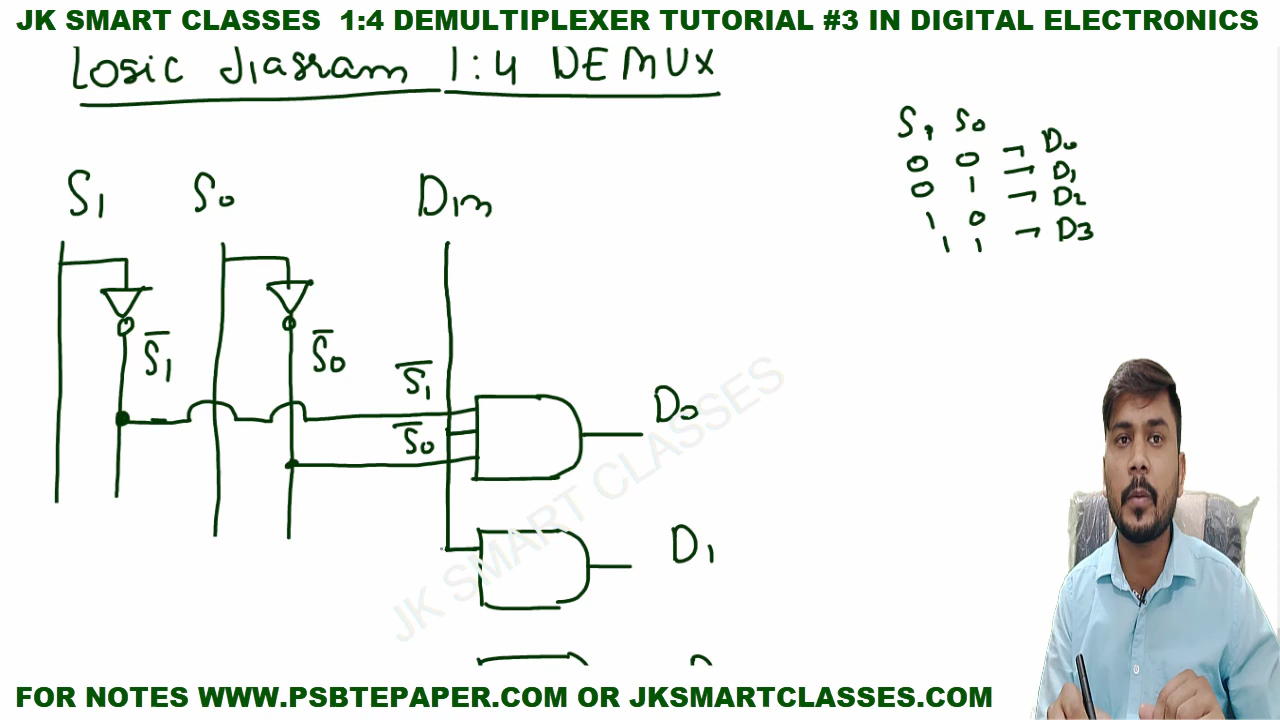 JK SMART CLASSES 1:4 DEMULTIPLEXER TUTORIAL #3 IN DIGITAL ELECTRONICS
Logic diagram 1:4 DEMUX
S1 S0 Din
S1 S0
0 0 → D0
0 1 → D1
1 0 → D2
1 1 → D3
S̅1 S̅0
S̅1
S̅0
D0
D1
JK SMART CLASSES
FOR NOTES WWW.PSBTEPAPER.COM OR JKSMARTCLASSES.COM